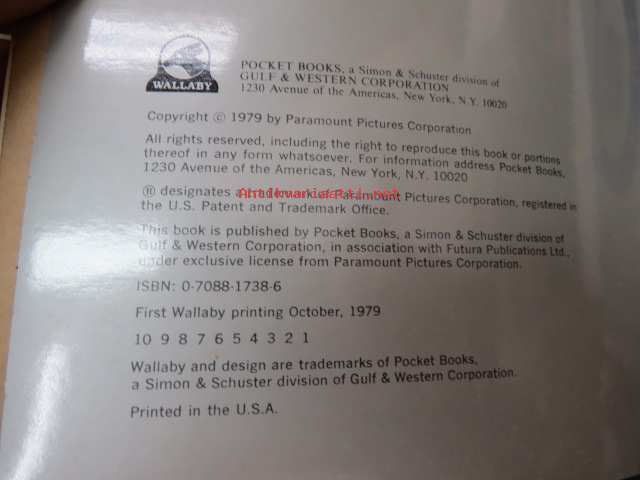 WALLABY
POCKET BOOKS, a Simon & Schuster division of
GULF & WESTERN CORPORATION
1230 Avenue of the Americas, New York, N.Y. 10020
Copyright © 1979 by Paramount Pictures Corporation
All rights reserved, including the right to reproduce this book or portions
thereof in any form whatsoever. For information address Pocket Books,
1230 Avenue of the Americas, New York, N.Y. 10020
® designates a trademark of Paramount Pictures Corporation, registered in
the U.S. Patent and Trademark Office.
This book is published by Pocket Books, a Simon & Schuster division of
Gulf & Western Corporation, in association with Futura Publications Ltd.,
under exclusive license from Paramount Pictures Corporation.
ISBN: 0-7088-1738-6
First Wallaby printing October, 1979
10 9 8 7 6 5 4 3 2 1
Wallaby and design are trademarks of Pocket Books,
a Simon & Schuster division of Gulf & Western Corporation.
Printed in the U.S.A.